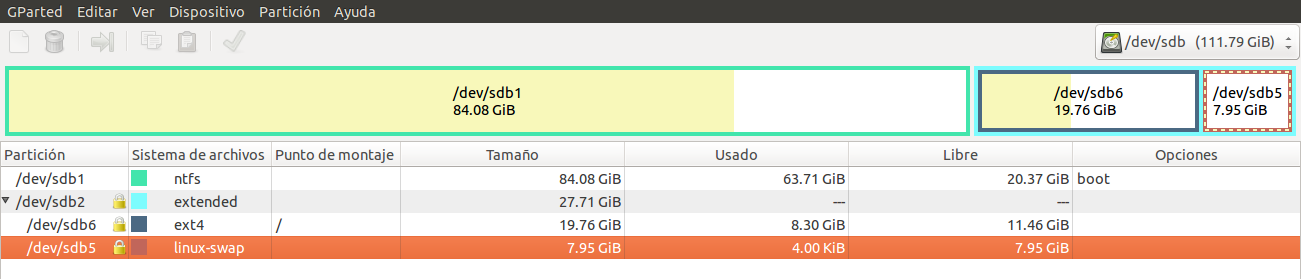 GParted Editar Ver Dispositivo Partición Ayuda
/dev/sdb (111.79 GiB)
/dev/sdb1
84.08 GiB
/dev/sdb6
19.76 GiB
/dev/sdb5
7.95 GiB
Partición Sistema de archivos Punto de montaje Tamaño Usado Libre Opciones
/dev/sdb1 ntfs 84.08 GiB 63.71 GiB 20.37 GiB boot
/dev/sdb2 extended 27.71 GiB --- ---
/dev/sdb6 ext4 / 19.76 GiB 8.30 GiB 11.46 GiB
/dev/sdb5 linux-swap 7.95 GiB 4.00 KiB 7.95 GiB